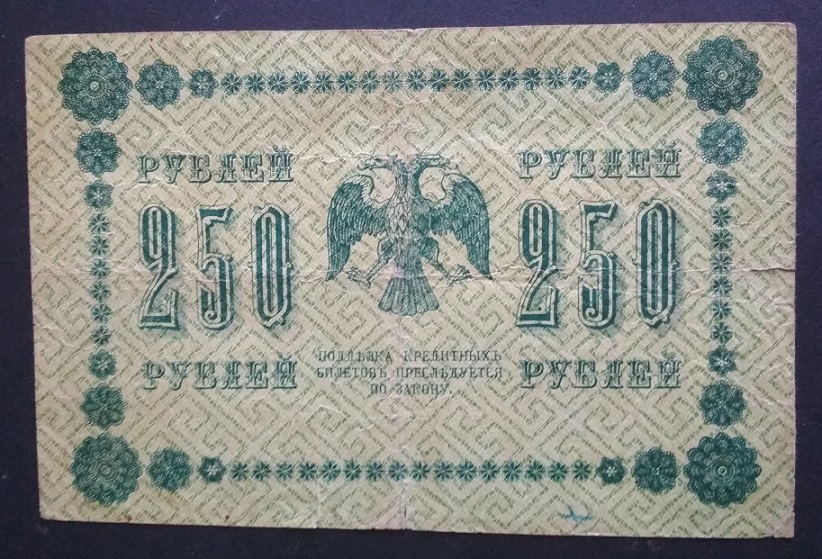 РУБЛЕЙ
250
РУБЛЕЙ
РУБЛЕЙ
250
РУБЛЕЙ
ПОДДѢЛКА КРЕДИТНЫХЪ
БИЛЕТОВЪ ПРЕСЛѢДУЕТСЯ
ПО ЗАКОНУ.